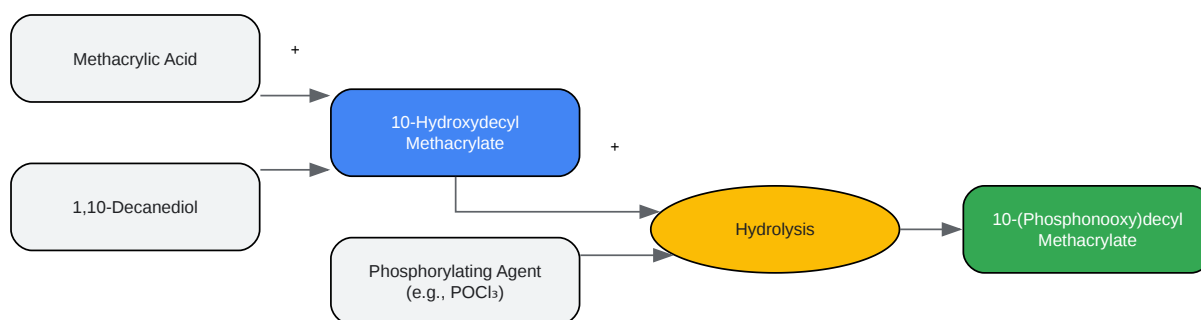 Methacrylic Acid
+
1,10-Decanediol
10-Hydroxydecyl
Methacrylate
+
Phosphorylating Agent
(e.g., POCl₃)
Hydrolysis
10-(Phosphonooxy)decyl
Methacrylate